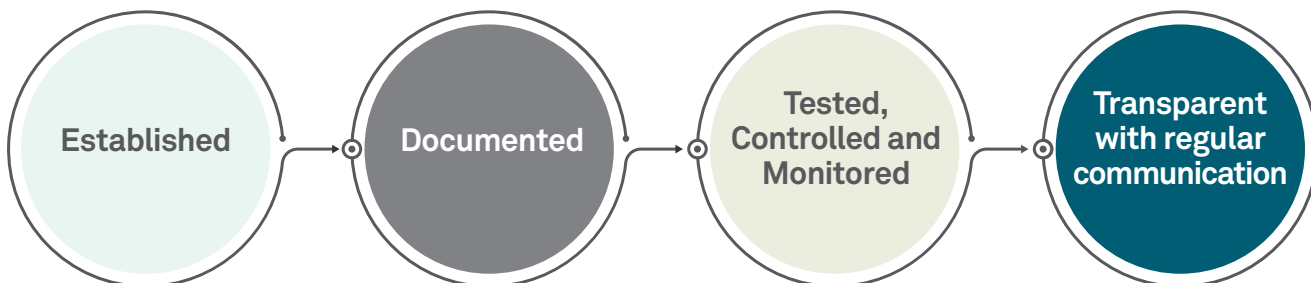 Established
Documented
Tested,
Controlled and
Monitored
Transparent
with regular
communication